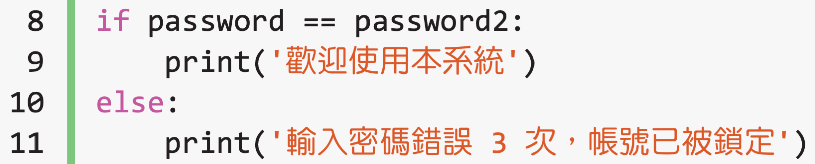 8 if password == password2:
9     print('歡迎使用本系統')
10 else:
11     print('輸入密碼錯誤 3 次，帳號已被鎖定')